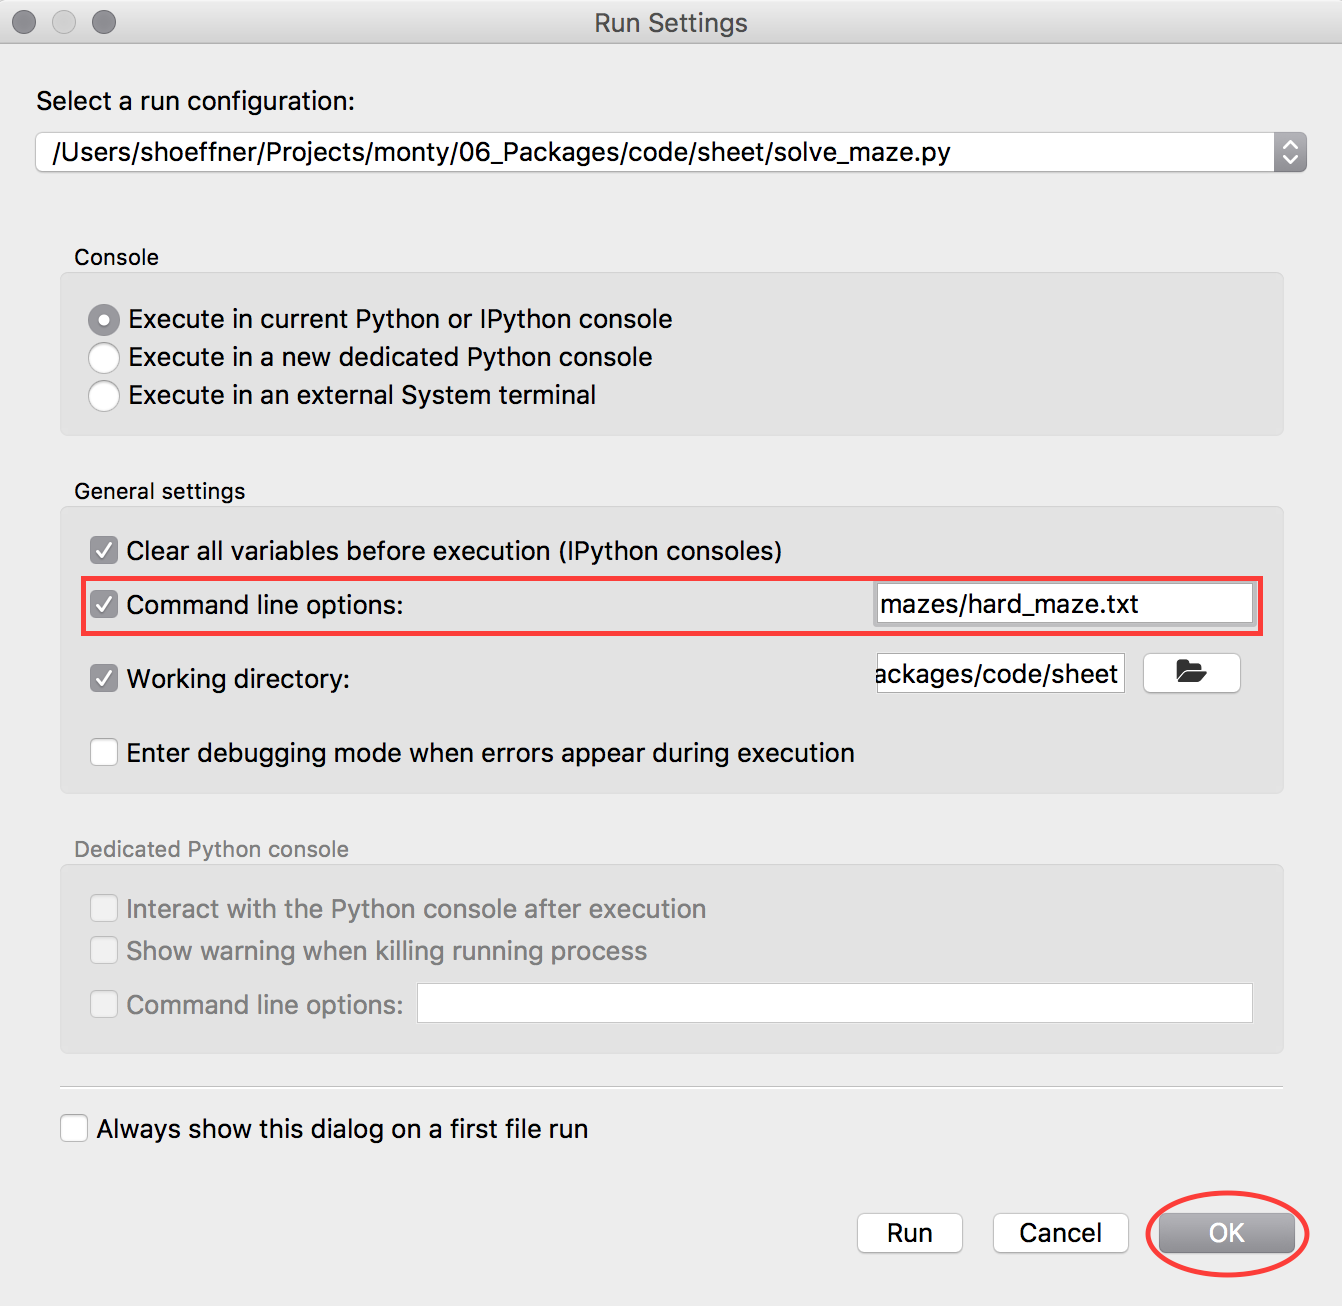 Run Settings
Select a run configuration:
/Users/shoeffner/Projects/monty/06_Packages/code/sheet/solve_maze.py
Console
Execute in current Python or IPython console
Execute in a new dedicated Python console
Execute in an external System terminal
General settings
Clear all variables before execution (IPython consoles)
Command line options: mazes/hard_maze.txt
Working directory: ackages/code/sheet
Enter debugging mode when errors appear during execution
Dedicated Python console
Interact with the Python console after execution
Show warning when killing running process
Command line options:
Always show this dialog on a first file run
Run Cancel OK